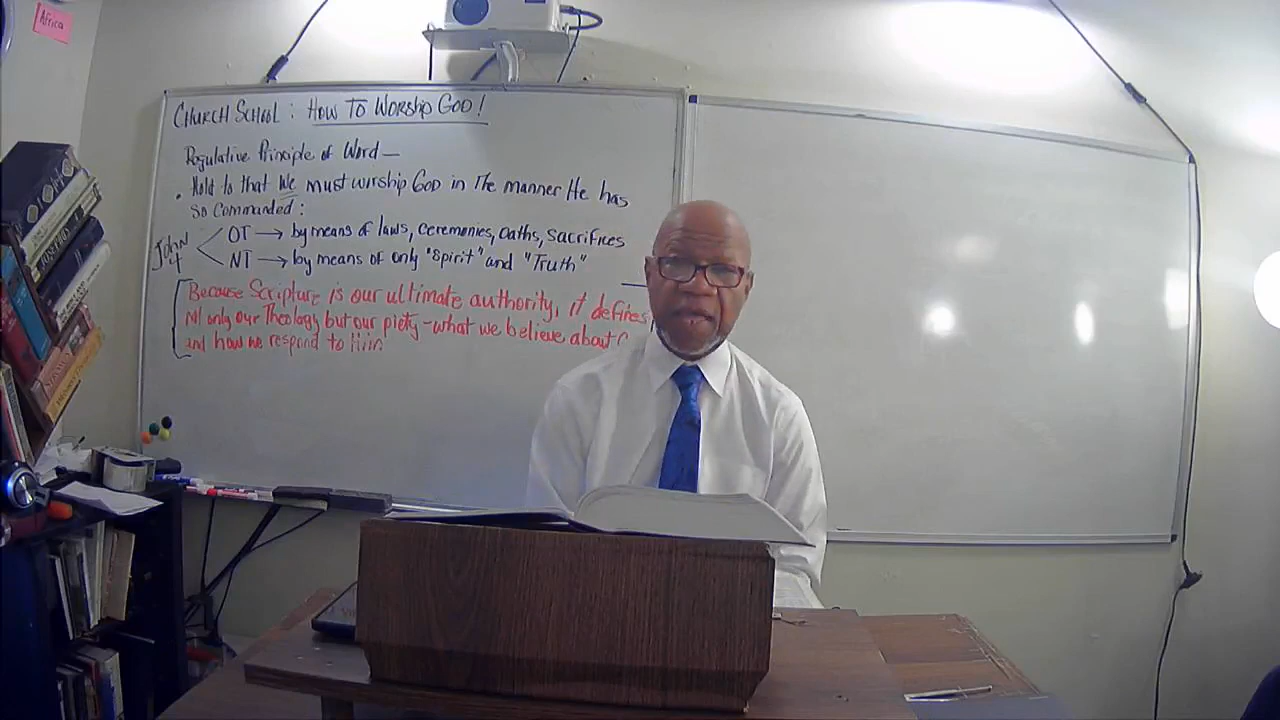 Africa
CHURCH SCHOOL: HOW TO WORSHIP GOD!
Regulative Principle of Word—
• Hold to that We must worship God in The manner He has
So Commanded:
John 4
OT → by means of laws, ceremonies, oaths, sacrifices
NT → by means of only "Spirit" and "Truth"
Because Scripture is our ultimate authority, it defines
not only our Theology but our piety - what we believe about
and how we respond to Him